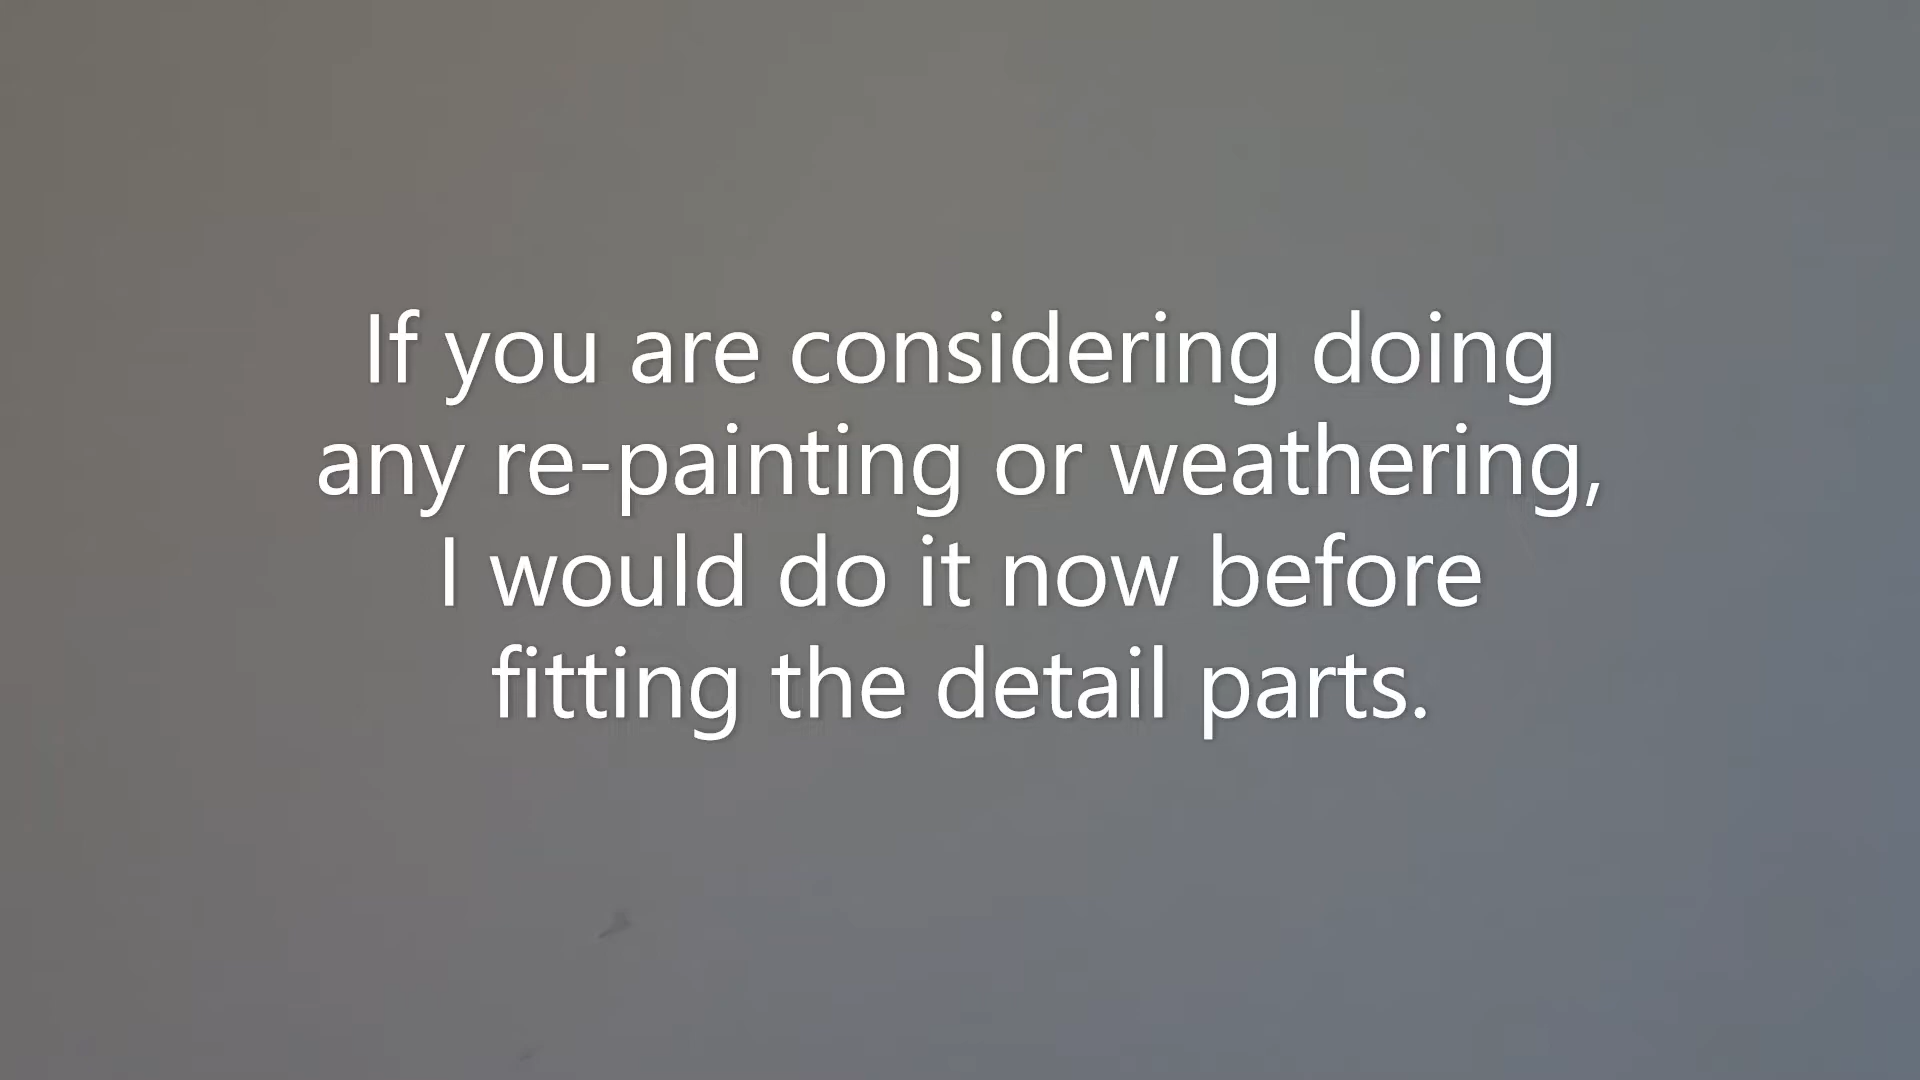 If you are considering doing
any re-painting or weathering,
I would do it now before
fitting the detail parts.